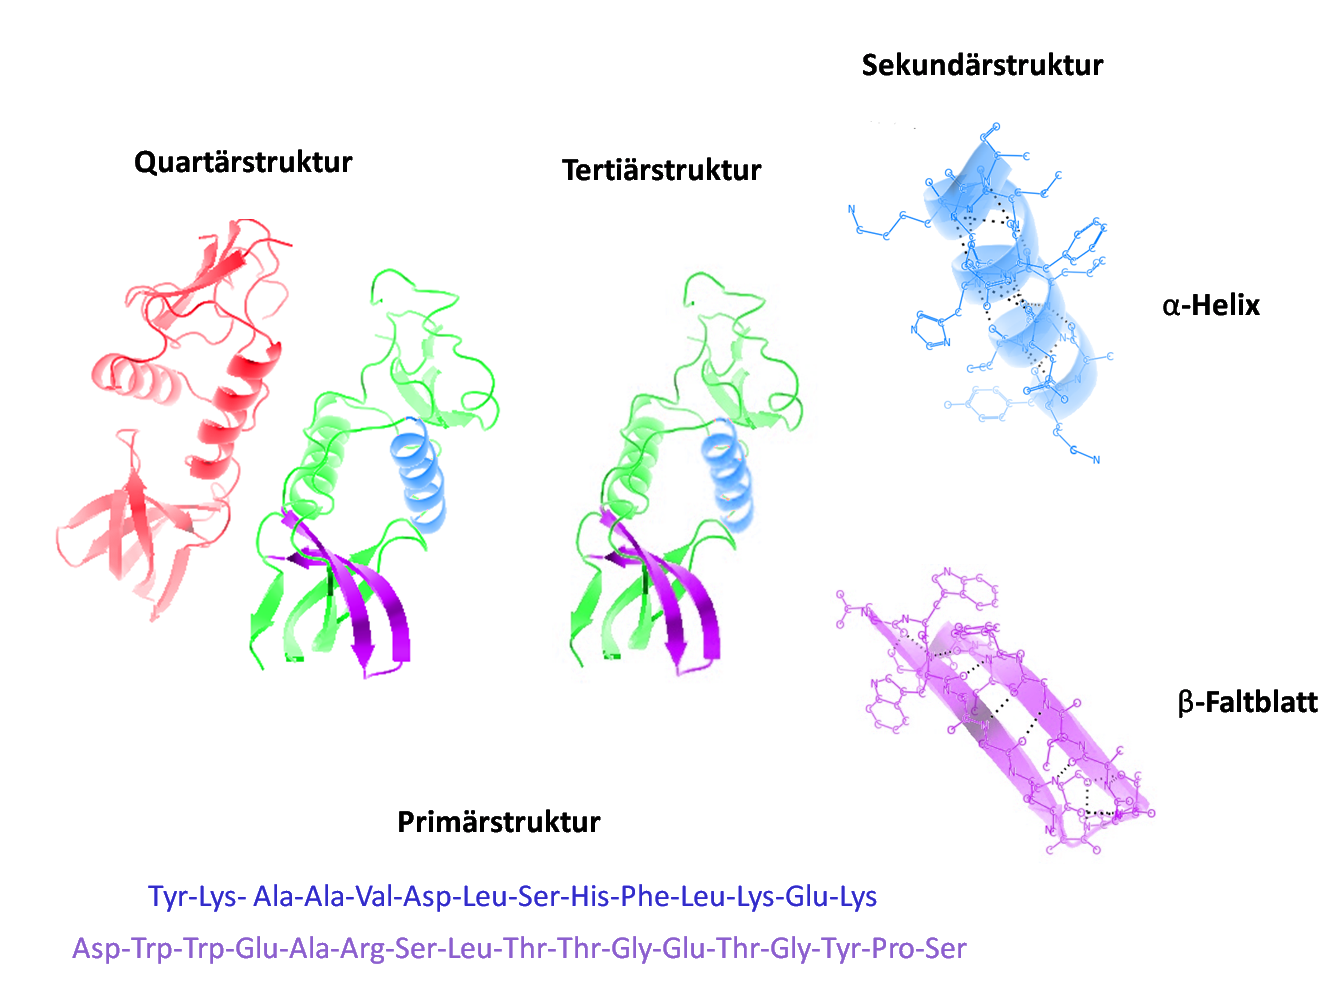 Sekundärstruktur
Quartärstruktur
Tertiärstruktur
α-Helix
β-Faltblatt
Primärstruktur
Tyr-Lys- Ala-Ala-Val-Asp-Leu-Ser-His-Phe-Leu-Lys-Glu-Lys
Asp-Trp-Trp-Glu-Ala-Arg-Ser-Leu-Thr-Thr-Gly-Glu-Thr-Gly-Tyr-Pro-Ser